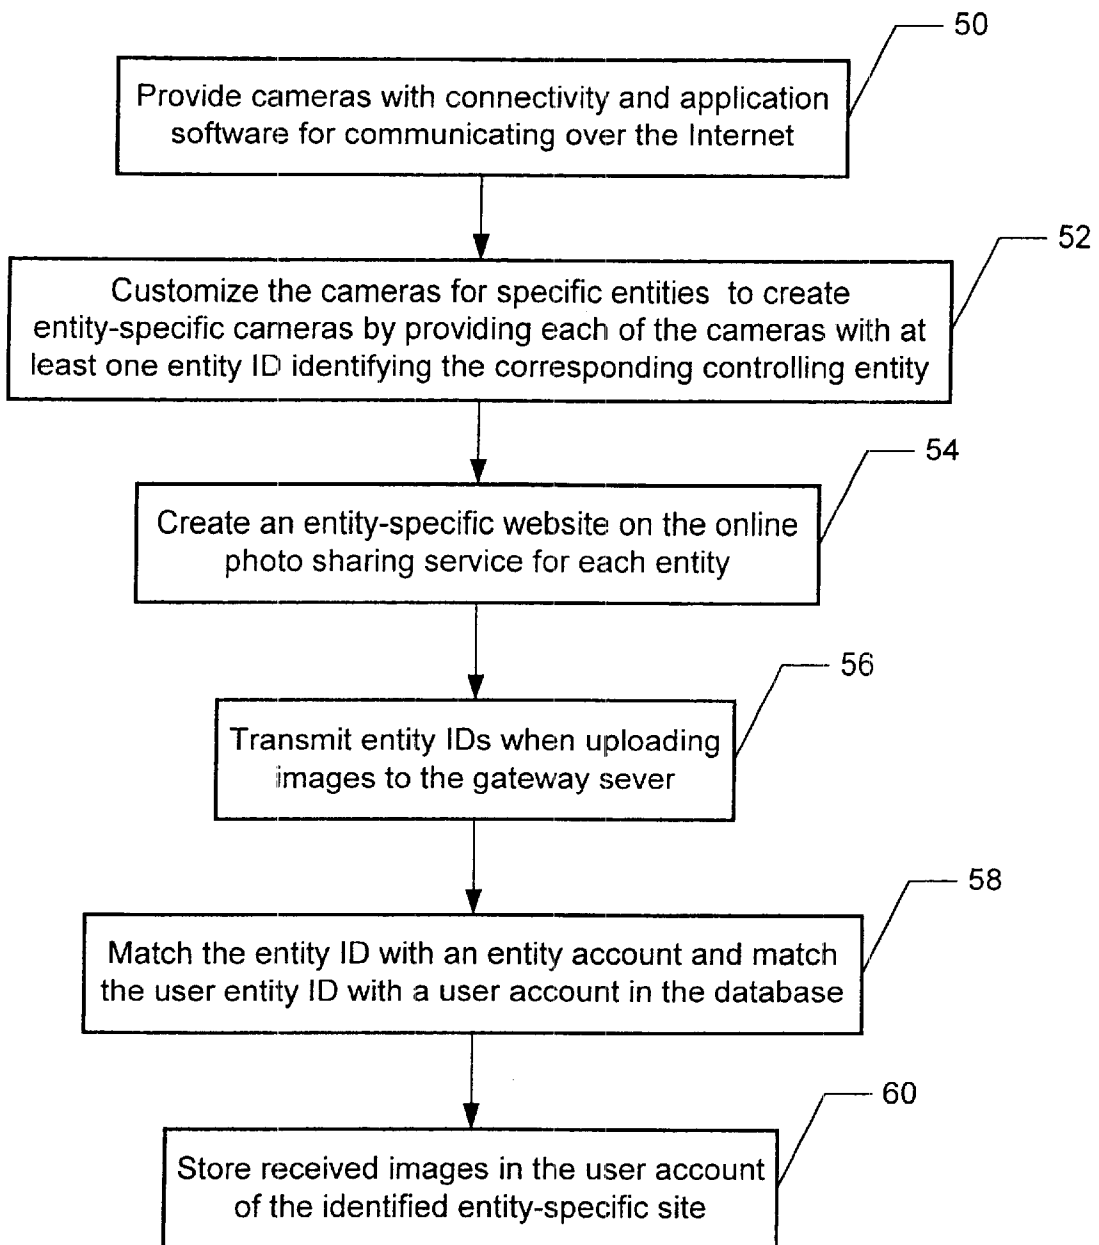 50
Provide cameras with connectivity and application
software for communicating over the Internet
52
Customize the cameras for specific entities to create
entity-specific cameras by providing each of the cameras with at
least one entity ID identifying the corresponding controlling entity
54
Create an entity-specific website on the online
photo sharing service for each entity
56
Transmit entity IDs when uploading
images to the gateway sever
58
Match the entity ID with an entity account and match
the user entity ID with a user account in the database
60
Store received images in the user account
of the identified entity-specific site